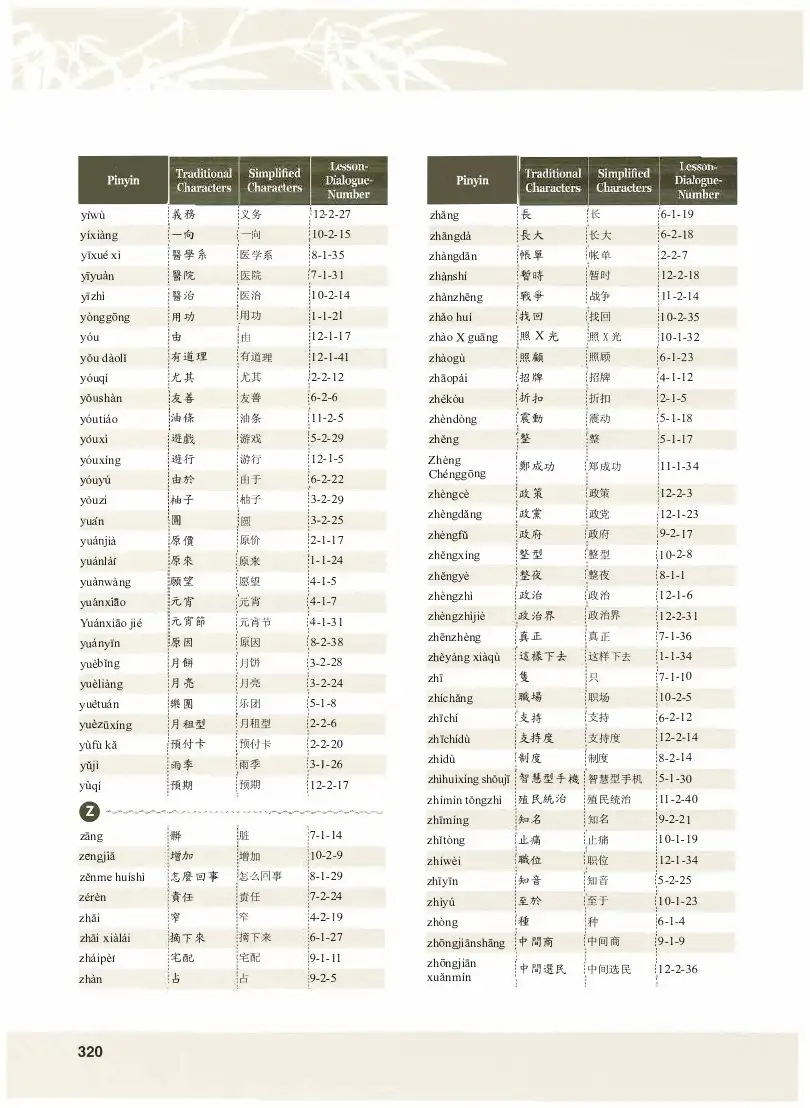 Pinyin Traditional Characters Simplified Characters Lesson-Dialogue-Number
yíwù 義務 义务 12-2-27
yíxiàng 一向 一向 10-2-15
yīxué xì 醫學系 医学系 8-1-35
yīyuàn 醫院 医院 7-1-31
yīzhì 醫治 医治 10-2-14
yònggōng 用功 用功 1-1-21
yóu 由 由 12-1-17
yǒu dàolǐ 有道理 有道理 12-1-41
yóuqí 尤其 尤其 2-2-12
yǒushàn 友善 友善 6-2-6
yóutiáo 油條 油条 11-2-5
yóuxì 遊戲 游戏 5-2-29
yóuxíng 遊行 游行 12-1-5
yóuyú 由於 由于 6-2-22
yòuzi 柚子 柚子 3-2-29
yuán 圓 圆 3-2-25
yuánjià 原價 原价 2-1-17
yuánlái 原來 原来 1-1-24
yuànwàng 願望 愿望 4-1-5
yuánxiāo 元宵 元宵 4-1-7
Yuánxiāo jié 元宵節 元宵节 4-1-31
yuányīn 原因 原因 8-2-38
yuèbǐng 月餅 月饼 3-2-28
yuèliàng 月亮 月亮 3-2-24
yuètuán 樂團 乐团 5-1-8
yuèzūxíng 月租型 月租型 2-2-6
yùfù kǎ 預付卡 预付卡 2-2-20
yǔjì 雨季 雨季 3-1-26
yùqí 預期 预期 12-2-17
Z
zāng 髒 脏 7-1-14
zēngjiā 增加 增加 10-2-9
zěnme huíshì 怎麼回事 怎么回事 8-1-29
zérèn 責任 责任 7-2-24
zhǎi 窄 窄 4-2-19
zhāi xiàlái 摘下來 摘下来 6-1-27
zháipèi 宅配 宅配 9-1-11
zhàn 占 占 9-2-5
Pinyin Traditional Characters Simplified Characters Lesson-Dialogue-Number
zhǎng 長 长 6-1-19
zhǎngdà 長大 长大 6-2-18
zhàngdān 帳單 帐单 2-2-7
zhànshí 暫時 暂时 12-2-18
zhànzhēng 戰爭 战争 11-2-14
zhǎo huí 找回 找回 10-2-35
zhào X guāng 照 X 光 照 X 光 10-1-32
zhàogù 照顧 照顾 6-1-23
zhāopái 招牌 招牌 4-1-12
zhékòu 折扣 折扣 2-1-5
zhèndòng 震動 震动 5-1-18
zhěng 整 整 5-1-17
Zhèng Chénggōng 鄭成功 郑成功 11-1-34
zhèngcè 政策 政策 12-2-3
zhèngdǎng 政黨 政党 12-1-23
zhèngfǔ 政府 政府 9-2-17
zhěngxíng 整型 整型 10-2-8
zhěngyè 整夜 整夜 8-1-1
zhèngzhì 政治 政治 12-1-6
zhèngzhìjiè 政治界 政治界 12-2-31
zhēnzhèng 真正 真正 7-1-36
zhèyàng xiàqù 這樣下去 这样下去 1-1-34
zhī 隻 只 7-1-10
zhíchǎng 職場 职场 10-2-5
zhīchí 支持 支持 6-2-12
zhīchídù 支持度 支持度 12-2-14
zhìdù 制度 制度 8-2-14
zhìhuìxíng shǒujī 智慧型手機 智慧型手机 5-1-30
zhímín tǒngzhì 殖民統治 殖民统治 11-2-40
zhīmíng 知名 知名 9-2-21
zhǐtòng 止痛 止痛 10-1-19
zhíwèi 職位 职位 12-1-34
zhīyīn 知音 知音 5-2-25
zhìyú 至於 至于 10-1-23
zhòng 種 种 6-1-4
zhōngjiānshāng 中間商 中间商 9-1-9
zhōngjiān xuǎnmín 中間選民 中间选民 12-2-36
320